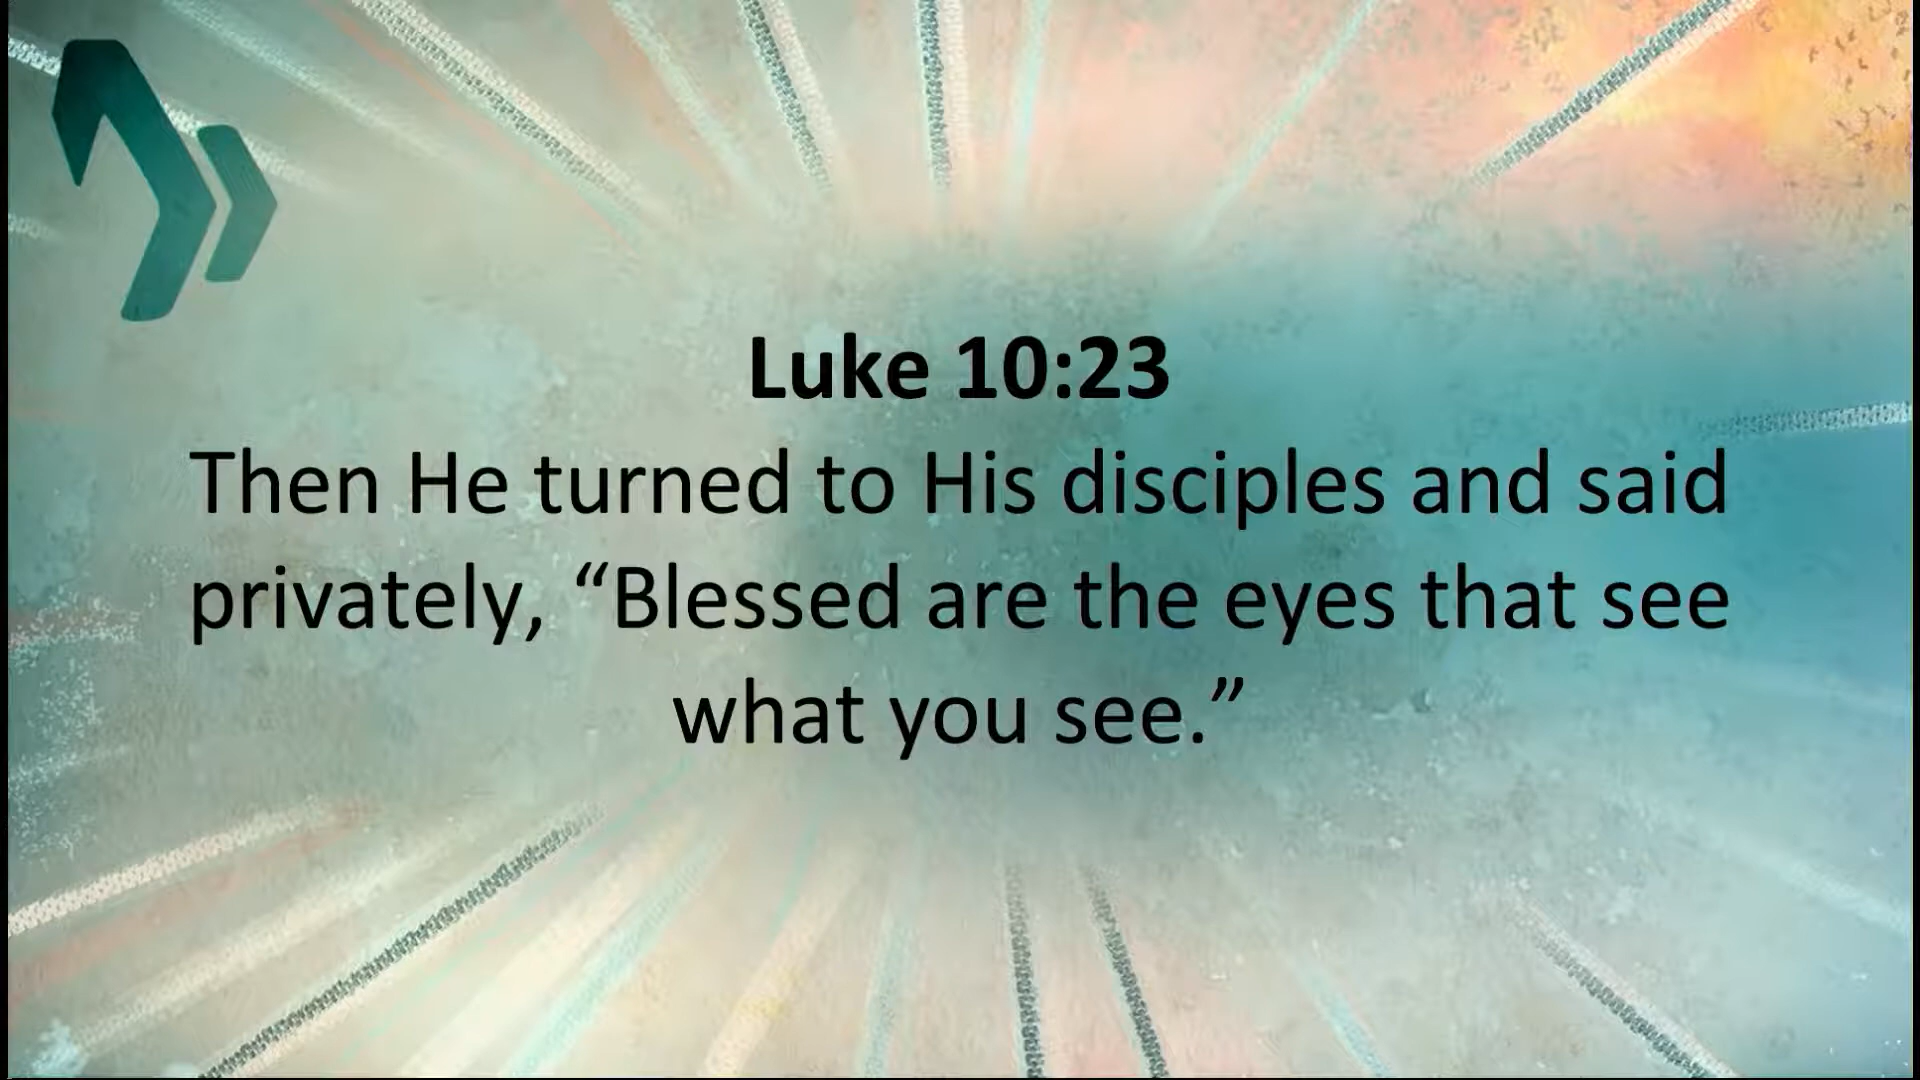 Luke 10:23
Then He turned to His disciples and said
privately, “Blessed are the eyes that see
what you see.”